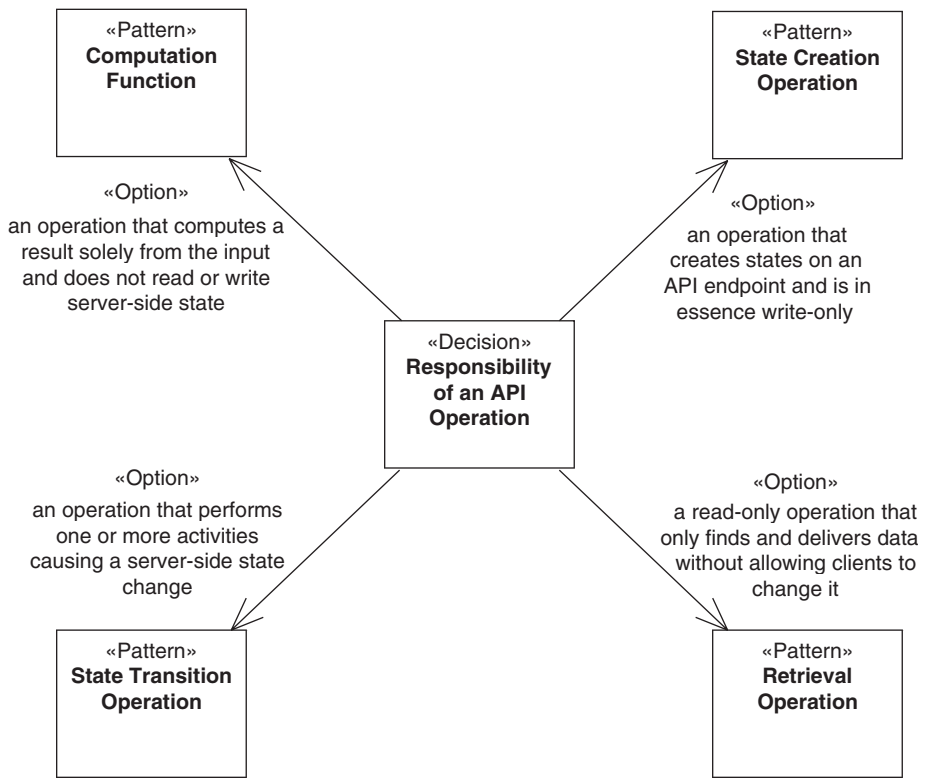 «Pattern»
Computation
Function
«Pattern»
State Creation
Operation
«Option»
an operation that computes a
result solely from the input
and does not read or write
server-side state
«Option»
an operation that
creates states on an
API endpoint and is in
essence write-only
«Decision»
Responsibility
of an API
Operation
«Option»
an operation that performs
one or more activities
causing a server-side state
change
«Option»
a read-only operation that
only finds and delivers data
without allowing clients to
change it
«Pattern»
State Transition
Operation
«Pattern»
Retrieval
Operation